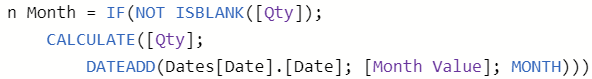 n Month = IF(NOT ISBLANK([Qty]);
CALCULATE([Qty];
DATEADD(Dates[Date].[Date]; [Month Value]; MONTH)))